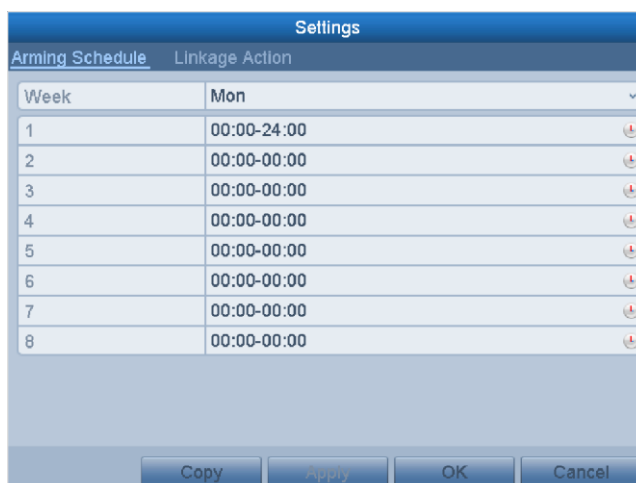 Settings
Arming Schedule Linkage Action
Week Mon
1 00:00-24:00
2 00:00-00:00
3 00:00-00:00
4 00:00-00:00
5 00:00-00:00
6 00:00-00:00
7 00:00-00:00
8 00:00-00:00
Copy Apply OK Cancel